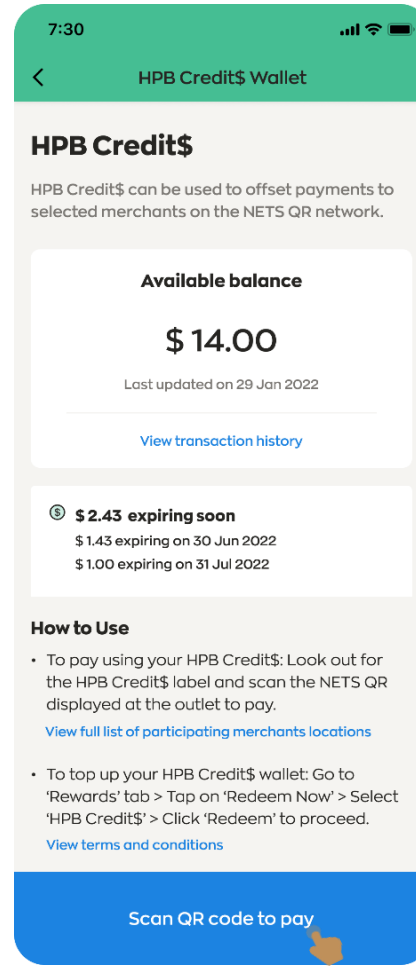 7:30
HPB Credit$ Wallet
HPB Credit$
HPB Credit$ can be used to offset payments to
selected merchants on the NETS QR network.
Available balance
$ 14.00
Last updated on 29 Jan 2022
View transaction history
$ 2.43 expiring soon
$ 1.43 expiring on 30 Jun 2022
$ 1.00 expiring on 31 Jul 2022
How to Use
• To pay using your HPB Credit$: Look out for
the HPB Credit$ label and scan the NETS QR
displayed at the outlet to pay.
View full list of participating merchants locations
• To top up your HPB Credit$ wallet: Go to
‘Rewards’ tab > Tap on ‘Redeem Now’ > Select
‘HPB Credit$’ > Click ‘Redeem’ to proceed.
View terms and conditions
Scan QR code to pay